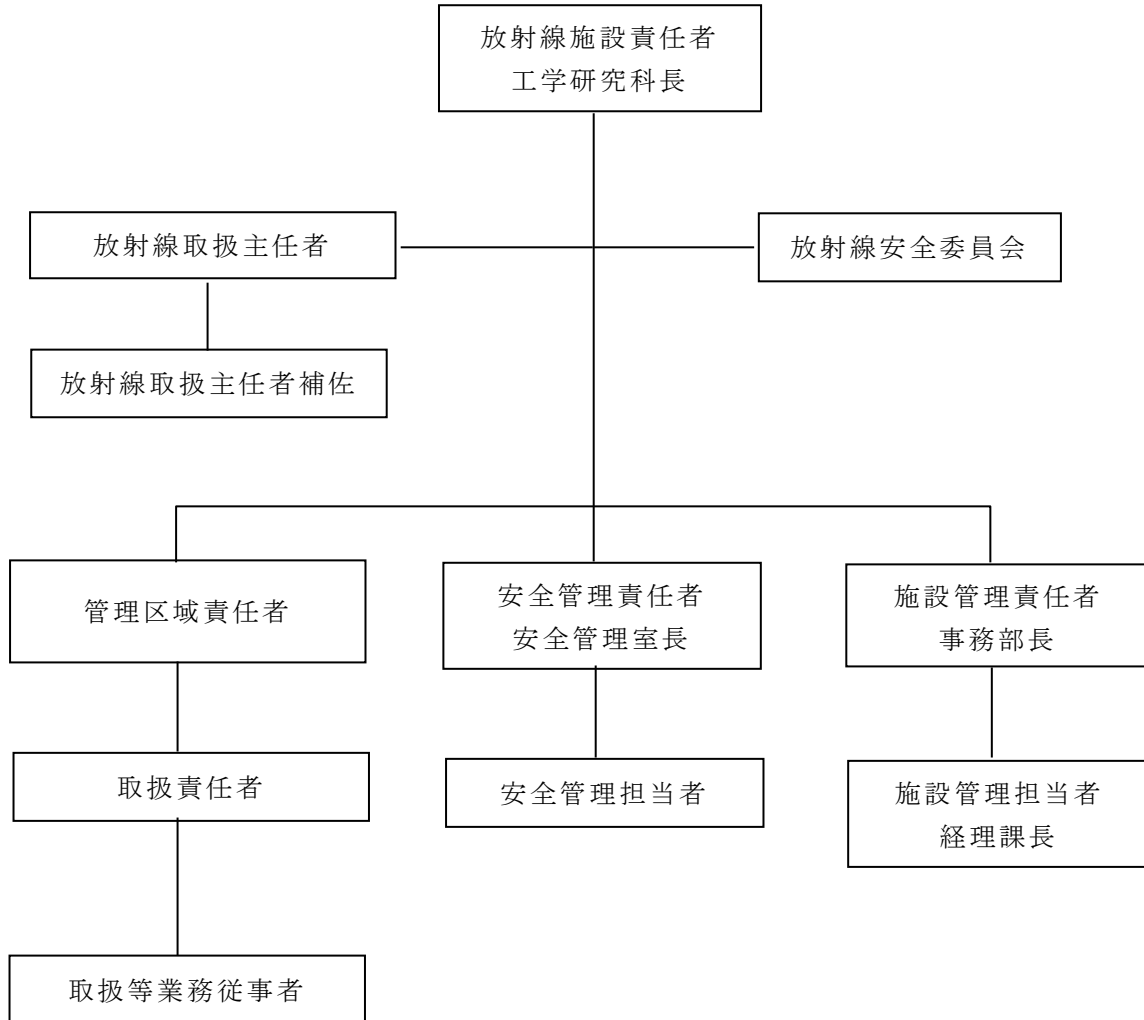 放射線施設責任者
工学研究科長
放射線取扱主任者
放射線安全委員会
放射線取扱主任者補佐
管理区域責任者
安全管理責任者
安全管理室長
施設管理責任者
事務部長
取扱責任者
安全管理担当者
施設管理担当者
経理課長
取扱等業務従事者